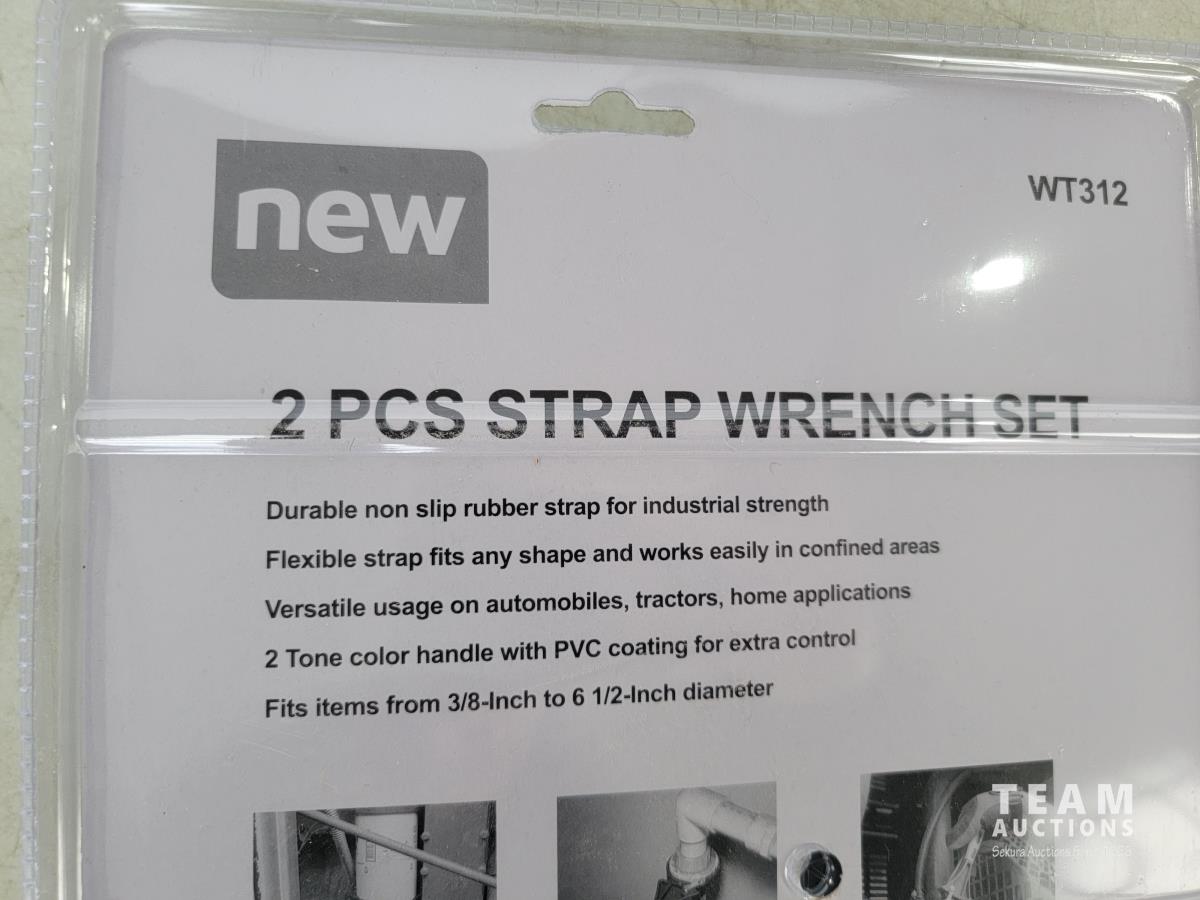 new
WT312
2 PCS STRAP WRENCH SET
Durable non slip rubber strap for industrial strength
Flexible strap fits any shape and works easily in confined areas
Versatile usage on automobiles, tractors, home applications
2 Tone color handle with PVC coating for extra control
Fits items from 3/8-Inch to 6 1/2-Inch diameter
TEAM
AUCTIONS
Sekura Auctions